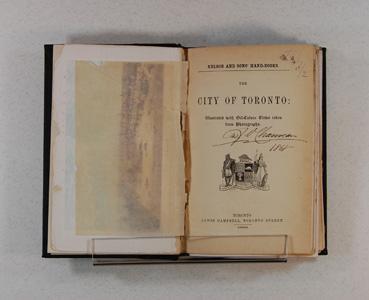 NELSON AND SONS' HAND-BOOKS
THE
CITY OF TORONTO:
Illustrated with Oil-Colour Views taken
from Photographs.
TORONTO
JAMES CAMPBELL, TORONTO STREET